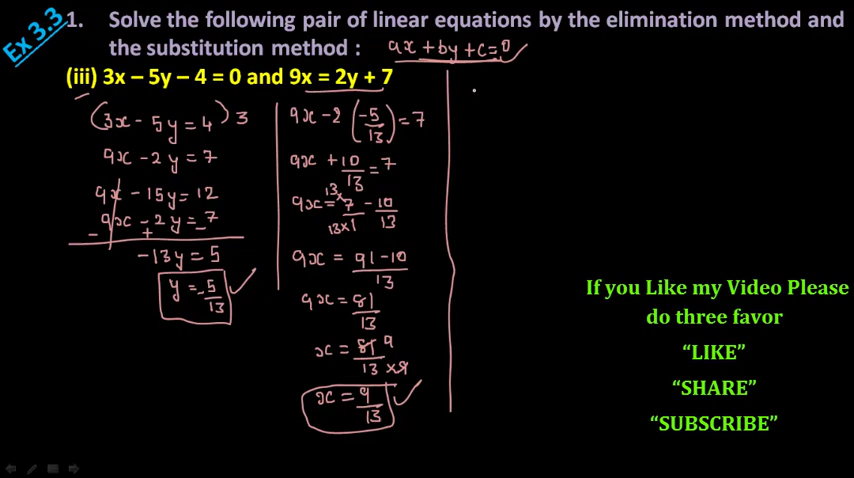 Ex 3.3
1. Solve the following pair of linear equations by the elimination method and
the substitution method : ax + by + c = 0
(iii) 3x – 5y – 4 = 0 and 9x = 2y + 7
(3x - 5y = 4) 3
9x - 2y = 7
9x - 15y = 12
9x - 2y = 7
- + -
-13y = 5
y = -5/13
9x - 2 (-5/13) = 7
9x + 10/13 = 7
9x = 13×7/13×1 - 10/13
9x = 91-10/13
9x = 81/13
x = 81 9/13 × 9
x = 9/13
If you Like my Video Please
do three favor
“LIKE”
“SHARE”
“SUBSCRIBE”